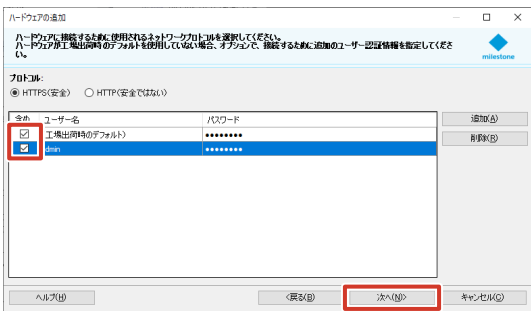 ハードウェアの追加
ハードウェアに接続するために使用されるネットワークプロトコルを選択してください。
ハードウェアが工場出荷時のデフォルトを使用していない場合、オプションで、接続するために追加のユーザー認証情報を指定してくださ
い。
milestone
プロトコル:
HTTPS(安全) HTTP(安全ではない)
含め ユーザー名 パスワード
工場出荷時のデフォルト) ●●●●●●●●
dmin ●●●●●●●●
追加(A)
削除(R)
ヘルプ(H) <戻る(B) 次へ(N)> キャンセル(C)